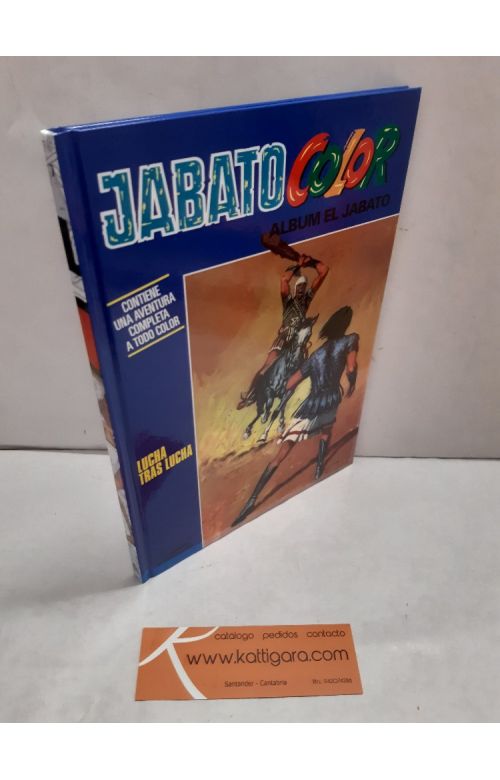 JABATO COLOR
ALBUM EL JABATO
CONTIENE
UNA AVENTURA
COMPLETA
A TODO COLOR
LUCHA
TRAS LUCHA
catálogo pedidos contacto
www.kattigara.com
Santander - Cantabria